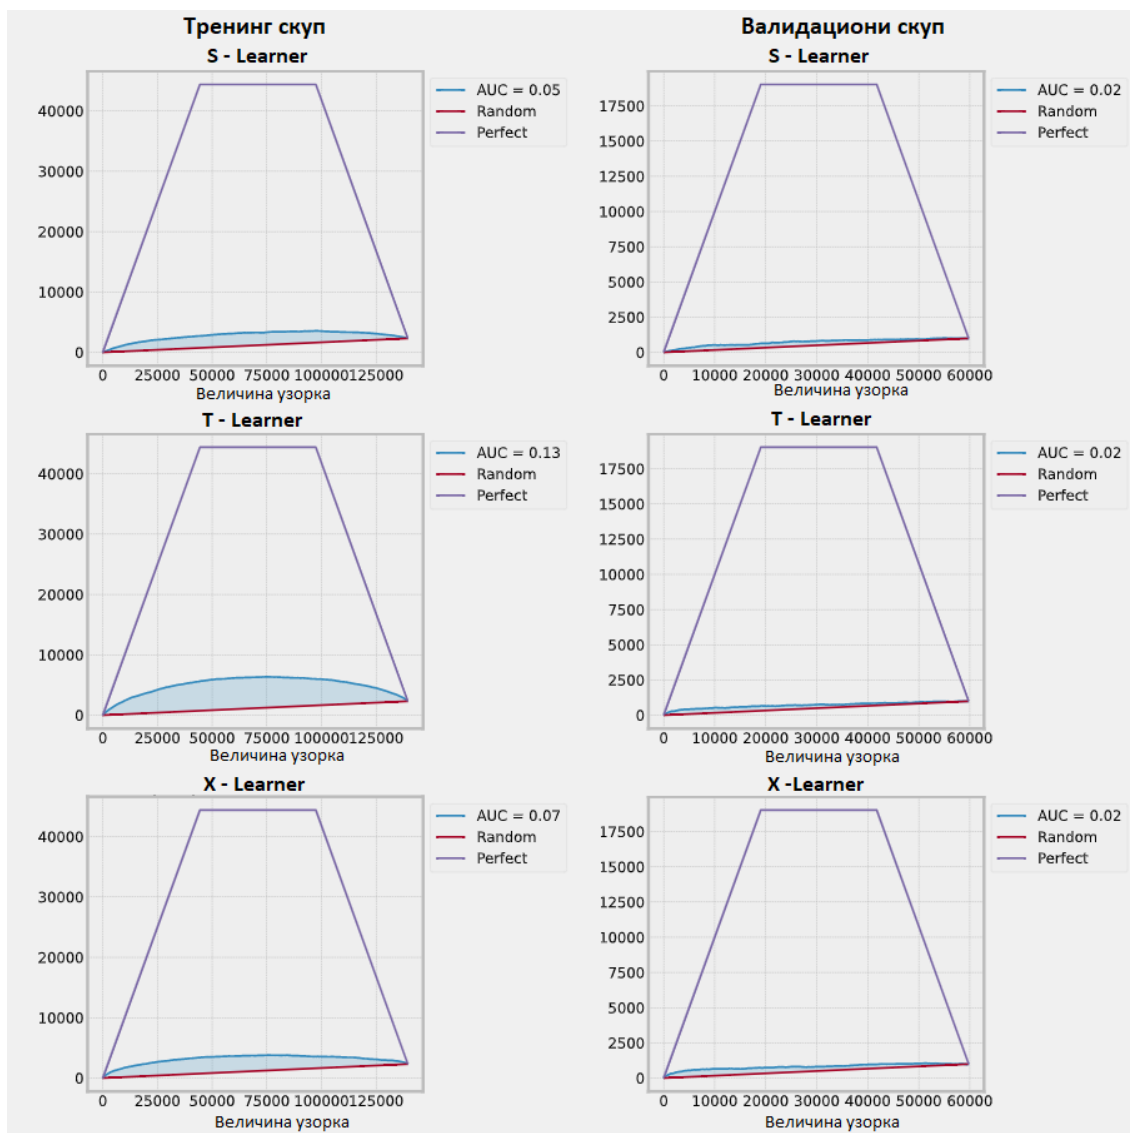 Тренинг скуп
Валидациони скуп
S - Learner
S - Learner
40000
30000
20000
10000
0
0 25000 50000 75000 100000125000
Величина узорка
AUC = 0.05
Random
Perfect
17500
15000
12500
10000
7500
5000
2500
0
0 10000 20000 30000 40000 50000 60000
Величина узорка
AUC = 0.02
Random
Perfect
T - Learner
T - Learner
40000
30000
20000
10000
0
0 25000 50000 75000 100000125000
Величина узорка
AUC = 0.13
Random
Perfect
17500
15000
12500
10000
7500
5000
2500
0
0 10000 20000 30000 40000 50000 60000
Величина узорка
AUC = 0.02
Random
Perfect
X - Learner
X -Learner
40000
30000
20000
10000
0
0 25000 50000 75000 100000125000
Величина узорка
AUC = 0.07
Random
Perfect
17500
15000
12500
10000
7500
5000
2500
0
0 10000 20000 30000 40000 50000 60000
Величина узорка
AUC = 0.02
Random
Perfect